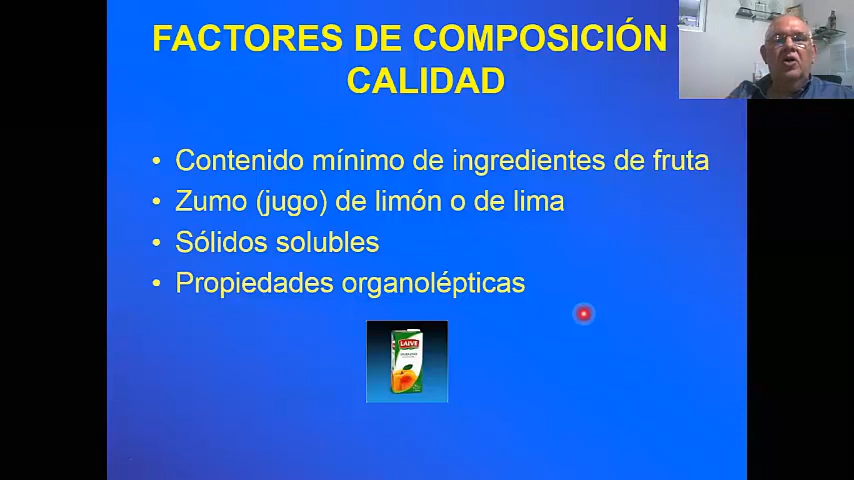 FACTORES DE COMPOSICIÓN
CALIDAD
• Contenido mínimo de ingredientes de fruta
• Zumo (jugo) de limón o de lima
• Sólidos solubles
• Propiedades organolépticas
LAIVE